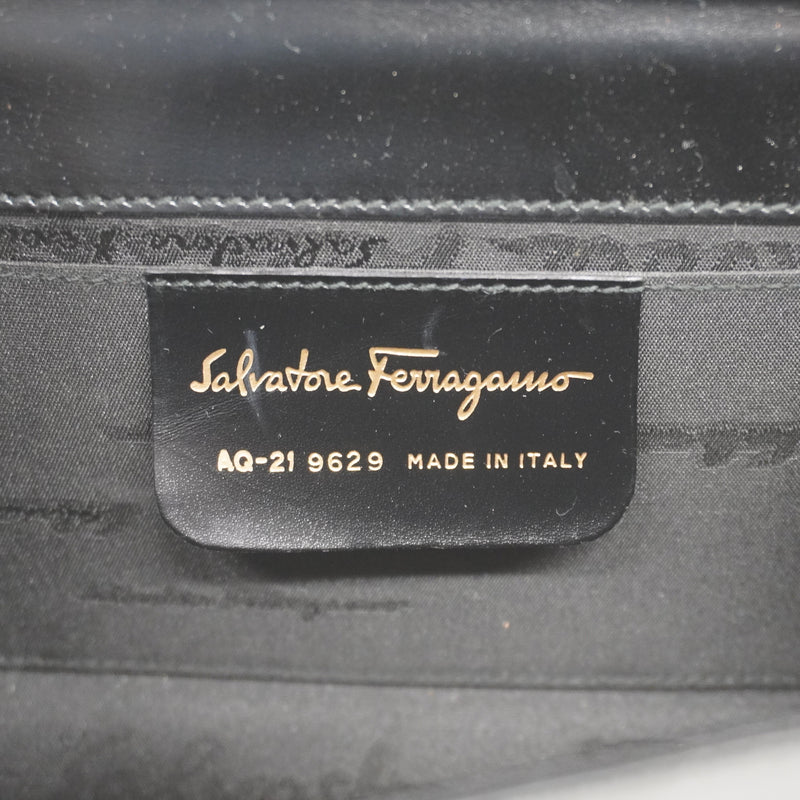 Salvatore Ferragamo
AQ-21 9629 MADE IN ITALY